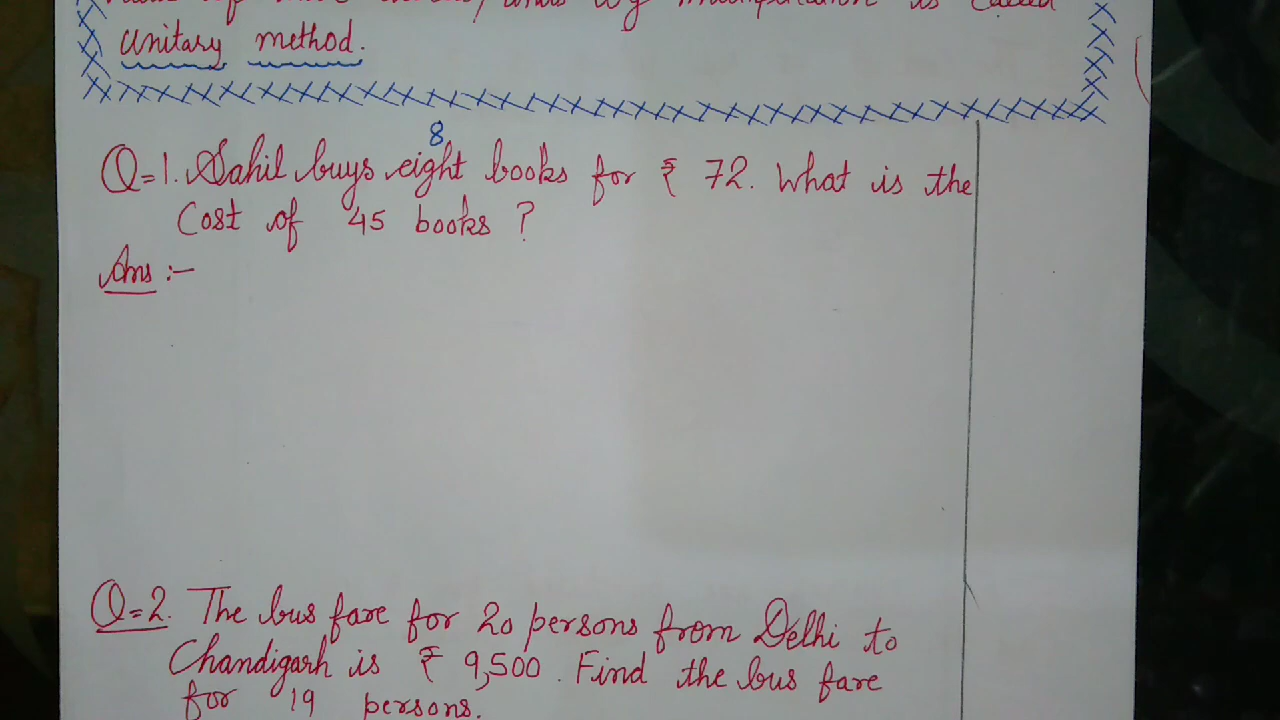 is called
unitary method.
8
Q=1. Sahil buys eight books for ₹ 72. What is the
Cost of 45 books ?
Ans :-
Q=2. The bus fare for 20 persons from Delhi to
Chandigarh is ₹ 9,500. Find the bus fare
for 19 persons.